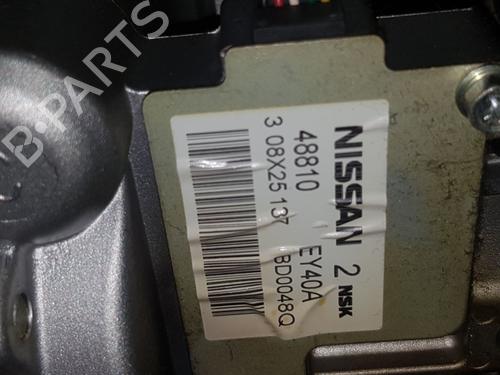 B-PARTS
NISSAN 2 NSK
48810 EY40A
3 08X25 137 BD0048Q